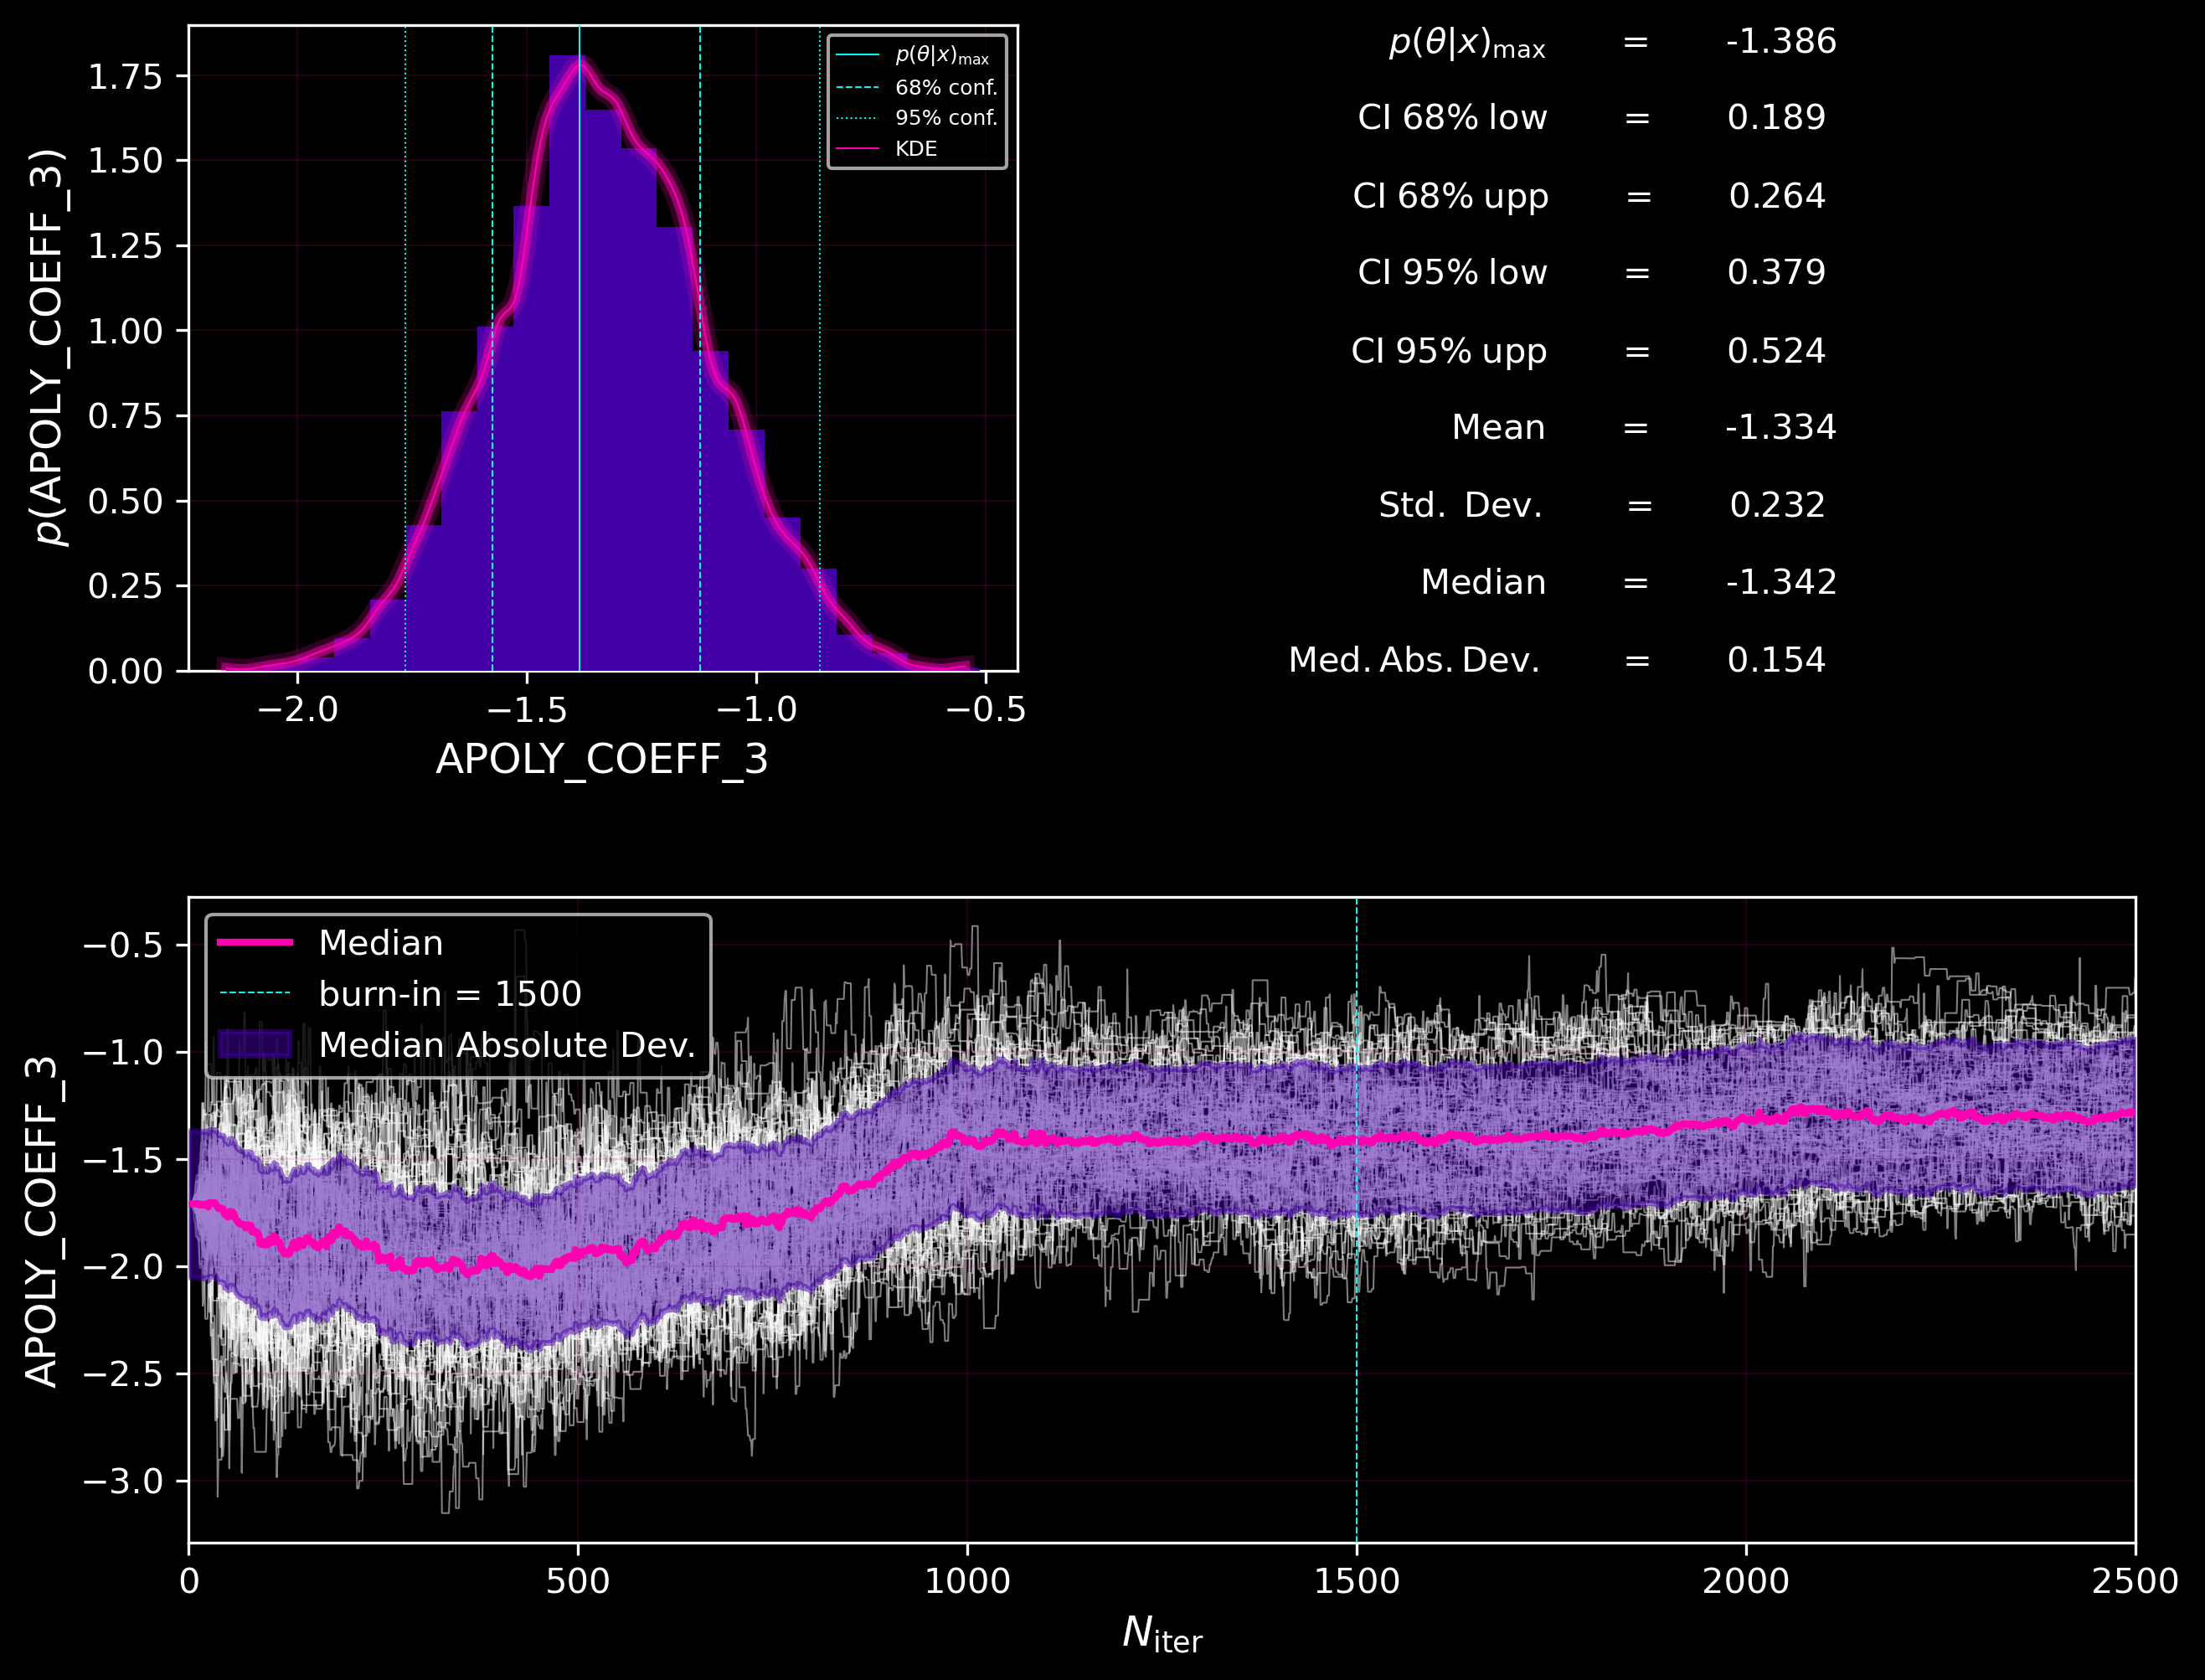 p(APOLY_COEFF_3)
1.75
1.50
1.25
1.00
0.75
0.50
0.25
0.00
−2.0 −1.5 −1.0 −0.5
APOLY_COEFF_3
p(θ|x)max
68% conf.
95% conf.
KDE
p(θ|x)max = -1.386
CI 68% low = 0.189
CI 68% upp = 0.264
CI 95% low = 0.379
CI 95% upp = 0.524
Mean = -1.334
Std. Dev. = 0.232
Median = -1.342
Med. Abs. Dev. = 0.154
APOLY_COEFF_3
−0.5
−1.0
−1.5
−2.0
−2.5
−3.0
Median
burn-in = 1500
Median Absolute Dev.
0 500 1000 1500 2000 2500
Niter